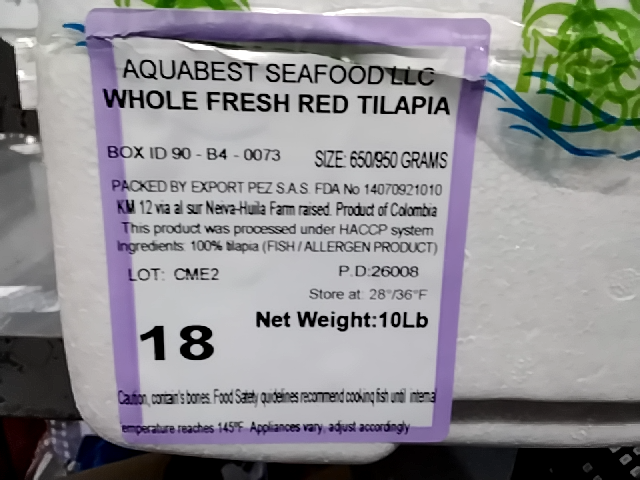 AQUABEST SEAFOOD LLC
WHOLE FRESH RED TILAPIA
BOX ID 90 - B4 - 0073 SIZE: 650/950 GRAMS
PACKED BY EXPORT PEZ S.A.S. FDA No 14070921010
KM 12 via al sur Neiva-Huila Farm raised. Product of Colombia
This product was processed under HACCP system
Ingredients: 100% tilapia (FISH / ALLERGEN PRODUCT)
LOT: CME2 P.D:26008
Store at: 28°/36°F
18 Net Weight:10Lb
Caution, contain's bones. Food Safety guidelines recommend cooking fish until internal
emperature reaches 145°F. Appliances vary, adjust accordingly